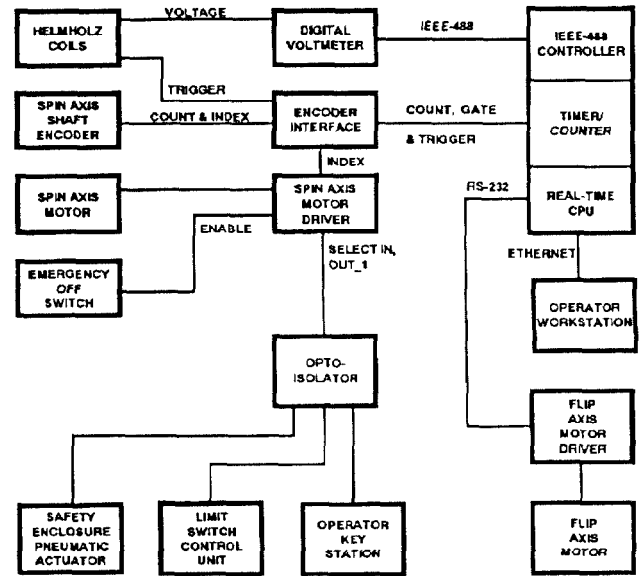 HELMHOLZ
COILS
VOLTAGE
DIGITAL
VOLTMETER
IEEE-488
IEEE-488
CONTROLLER
TRIGGER
SPIN AXIS
SHAFT
ENCODER
COUNT & INDEX
ENCODER
INTERFACE
COUNT, GATE
& TRIGGER
TIMER/
COUNTER
INDEX
SPIN AXIS
MOTOR
SPIN AXIS
MOTOR
DRIVER
RS-232
REAL-TIME
CPU
ENABLE
SELECT IN,
OUT_1
ETHERNET
EMERGENCY
OFF
SWITCH
OPERATOR
WORKSTATION
OPTO-
ISOLATOR
FLIP
AXIS
MOTOR
DRIVER
SAFETY
ENCLOSURE
PNEUMATIC
ACTUATOR
LIMIT
SWITCH
CONTROL
UNIT
OPERATOR
KEY
STATION
FLIP
AXIS
MOTOR